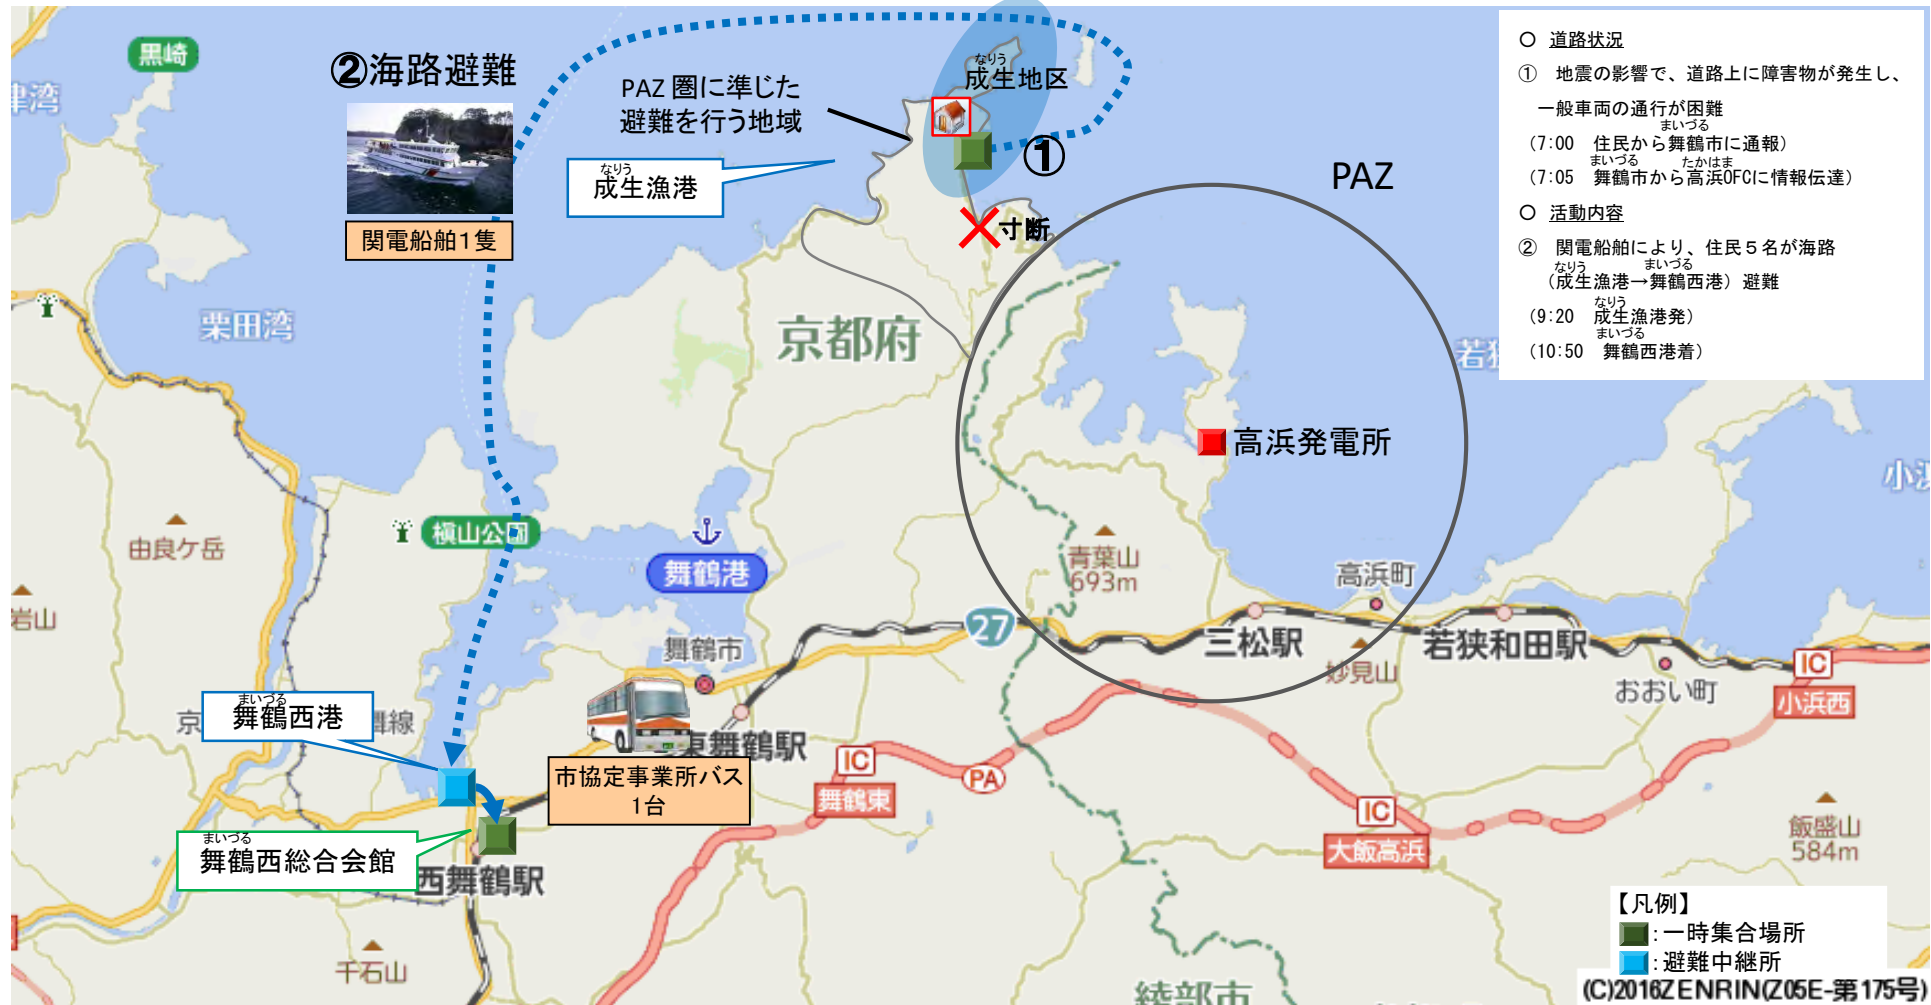 黒崎
津湾
②海路避難
関電船舶1隻
PAZ 圏に準じた
避難を行う地域
なりう
成生漁港
なりう
成生地区
①
寸断
PAZ
○ 道路状況
① 地震の影響で、道路上に障害物が発生し、
一般車両の通行が困難
まいづる
(7:00 住民から舞鶴市に通報)
まいづる たかはま
(7:05 舞鶴市から高浜OFCに情報伝達)
○ 活動内容
② 関電船舶により、住民5名が海路
なりう まいづる
(成生漁港→舞鶴西港) 避難
なりう
(9:20 成生漁港発)
まいづる
(10:50 舞鶴西港着)
栗田湾
京都府
若狭
高浜発電所
小浜
由良ケ岳
槇山公園
舞鶴港
青葉山
693m
高浜町
岩山
27
舞鶴市
三松駅
妙見山
若狭和田駅
おおい町
IC
小浜西
まいづる
舞鶴西港
京
舞線
東舞鶴駅
市協定事業所バス
1台
IC
舞鶴東
PA
IC
大飯高浜
飯盛山
584m
まいづる
舞鶴西総合会館
西舞鶴駅
千石山
綾部市
【凡例】
:一時集合場所
:避難中継所
(C)2016ZENRIN(Z05E-第175号)